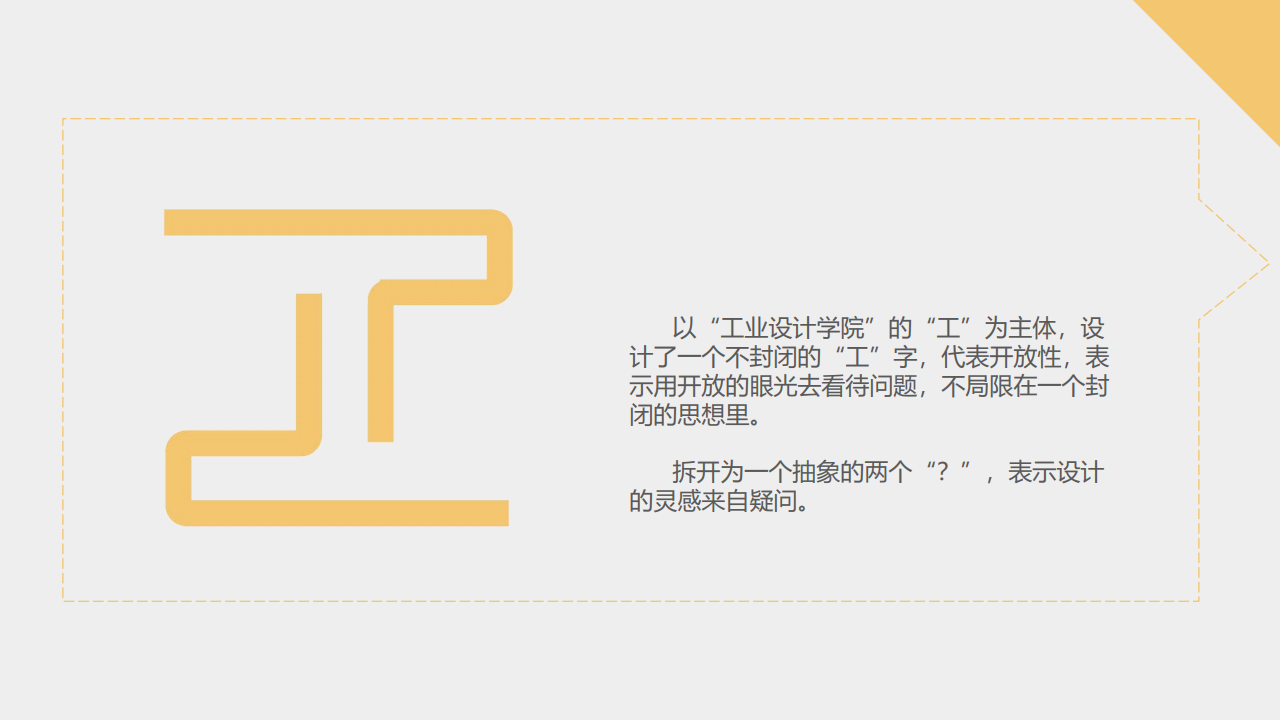 以“工业设计学院”的“工”为主体，设
计了一个不封闭的“工”字，代表开放性，表
示用开放的眼光去看待问题，不局限在一个封
闭的思想里。
拆开为一个抽象的两个“？”，表示设计
的灵感来自疑问。